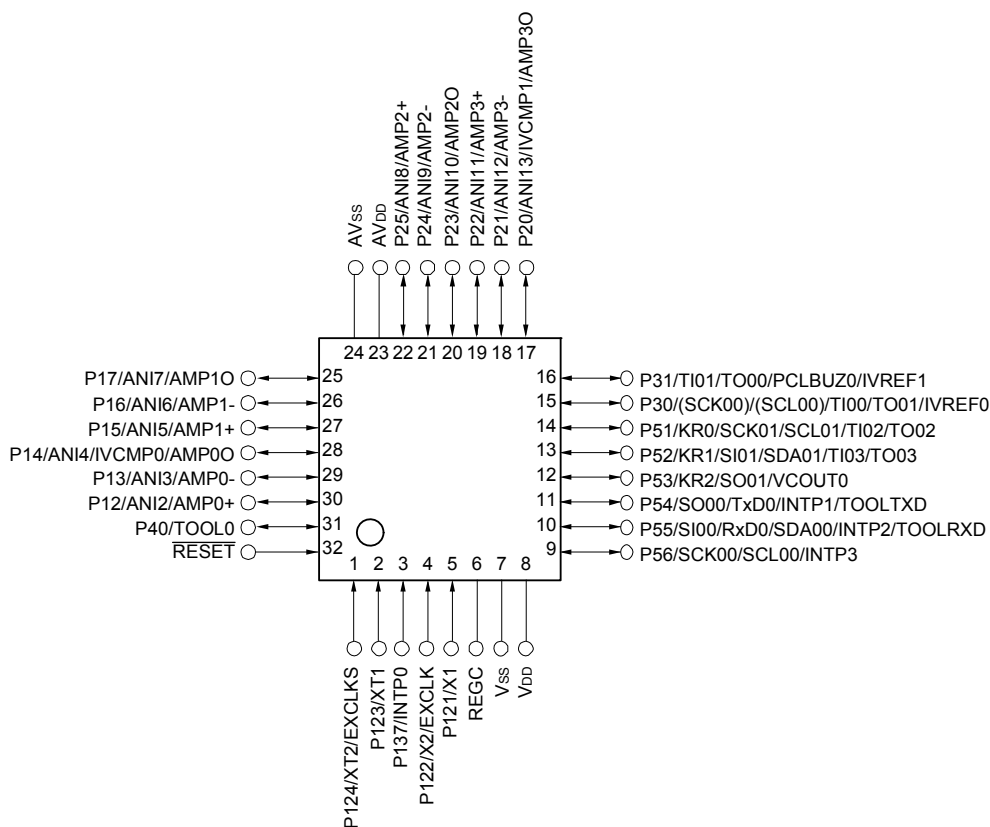 AVSS
AVDD
P25/ANI8/AMP2+
P24/ANI9/AMP2-
P23/ANI10/AMP2O
P22/ANI11/AMP3+
P21/ANI12/AMP3-
P20/ANI13/IVCMP1/AMP3O
24 23 22 21 20 19 18 17
P17/ANI7/AMP1O 25
P16/ANI6/AMP1- 26
P15/ANI5/AMP1+ 27
P14/ANI4/IVCMP0/AMP0O 28
P13/ANI3/AMP0- 29
P12/ANI2/AMP0+ 30
P40/TOOL0 31
RESET 32
16 P31/TI01/TO00/PCLBUZ0/IVREF1
15 P30/(SCK00)/(SCL00)/TI00/TO01/IVREF0
14 P51/KR0/SCK01/SCL01/TI02/TO02
13 P52/KR1/SI01/SDA01/TI03/TO03
12 P53/KR2/SO01/VCOUT0
11 P54/SO00/TxD0/INTP1/TOOLTXD
10 P55/SI00/RxD0/SDA00/INTP2/TOOLRXD
9 P56/SCK00/SCL00/INTP3
1 2 3 4 5 6 7 8
P124/XT2/EXCLKS
P123/XT1
P137/INTP0
P122/X2/EXCLK
P121/X1
REGC
VSS
VDD